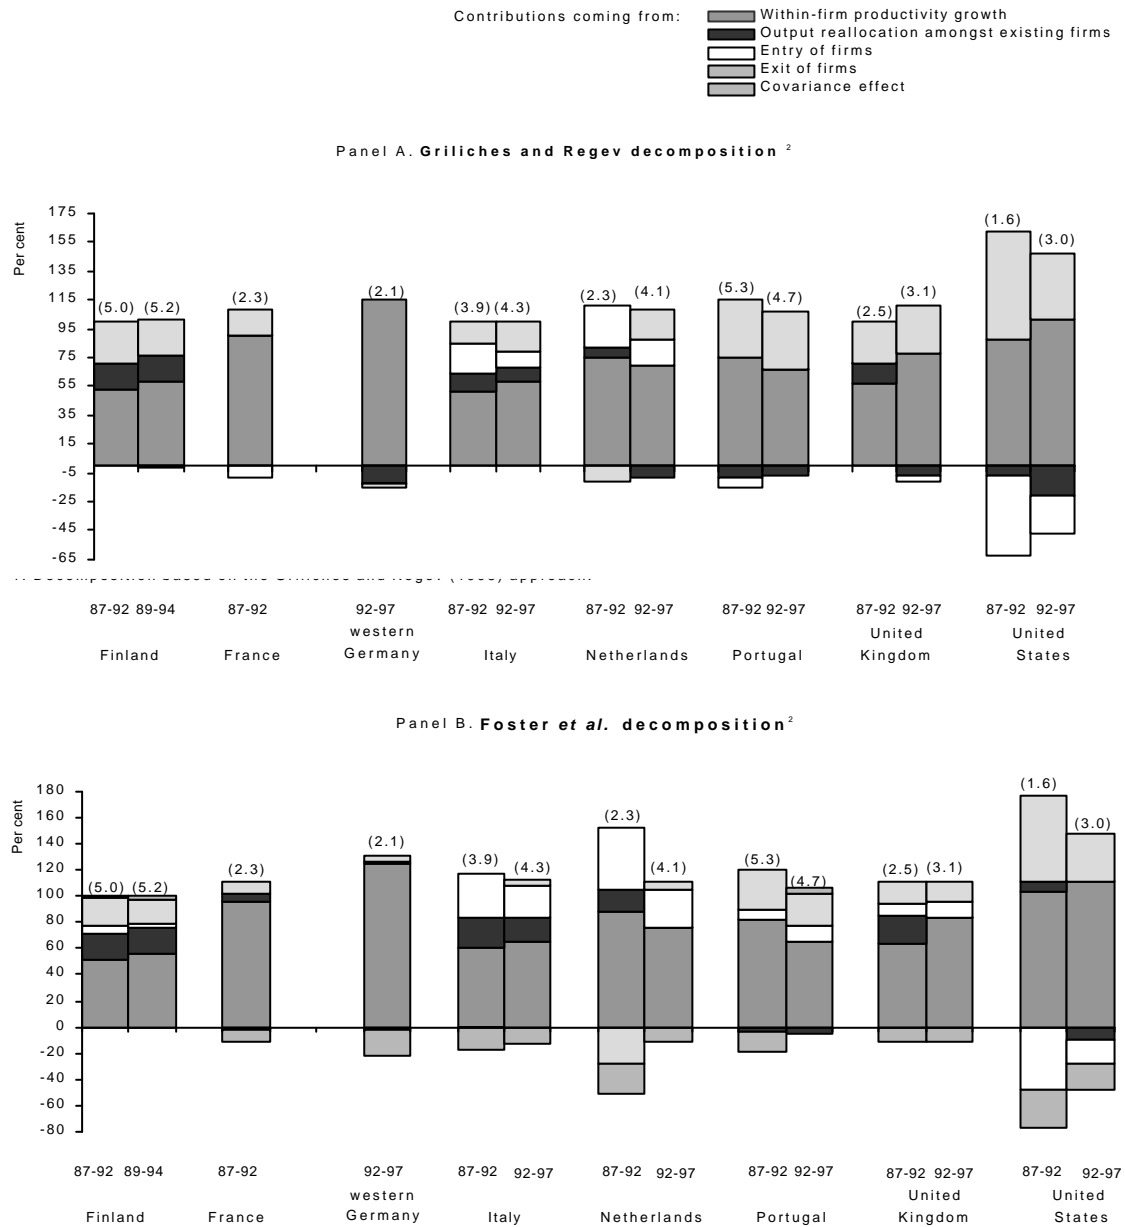 Contributions coming from:
Within-firm productivity growth
Output reallocation amongst existing firms
Entry of firms
Exit of firms
Covariance effect
Panel A. Griliches and Regev decomposition 2
Per cent
175
155
135
115
95
75
55
35
15
-5
-25
-45
-65
(5.0) (5.2) (2.3) (2.1) (3.9) (4.3) (2.3) (4.1) (5.3) (4.7) (2.5) (3.1) (1.6) (3.0)
87-92 89-94 87-92 92-97 87-92 92-97 87-92 92-97 87-92 92-97 87-92 92-97 87-92 92-97
Finland France western Germany Italy Netherlands Portugal United Kingdom United States
Panel B. Foster et al. decomposition 2
Per cent
180
160
140
120
100
80
60
40
20
0
-20
-40
-60
-80
(5.0) (5.2) (2.3) (2.1) (3.9) (4.3) (2.3) (4.1) (5.3) (4.7) (2.5) (3.1) (1.6) (3.0)
87-92 89-94 87-92 92-97 87-92 92-97 87-92 92-97 87-92 92-97 87-92 92-97 87-92 92-97
Finland France western Germany Italy Netherlands Portugal United Kingdom United States